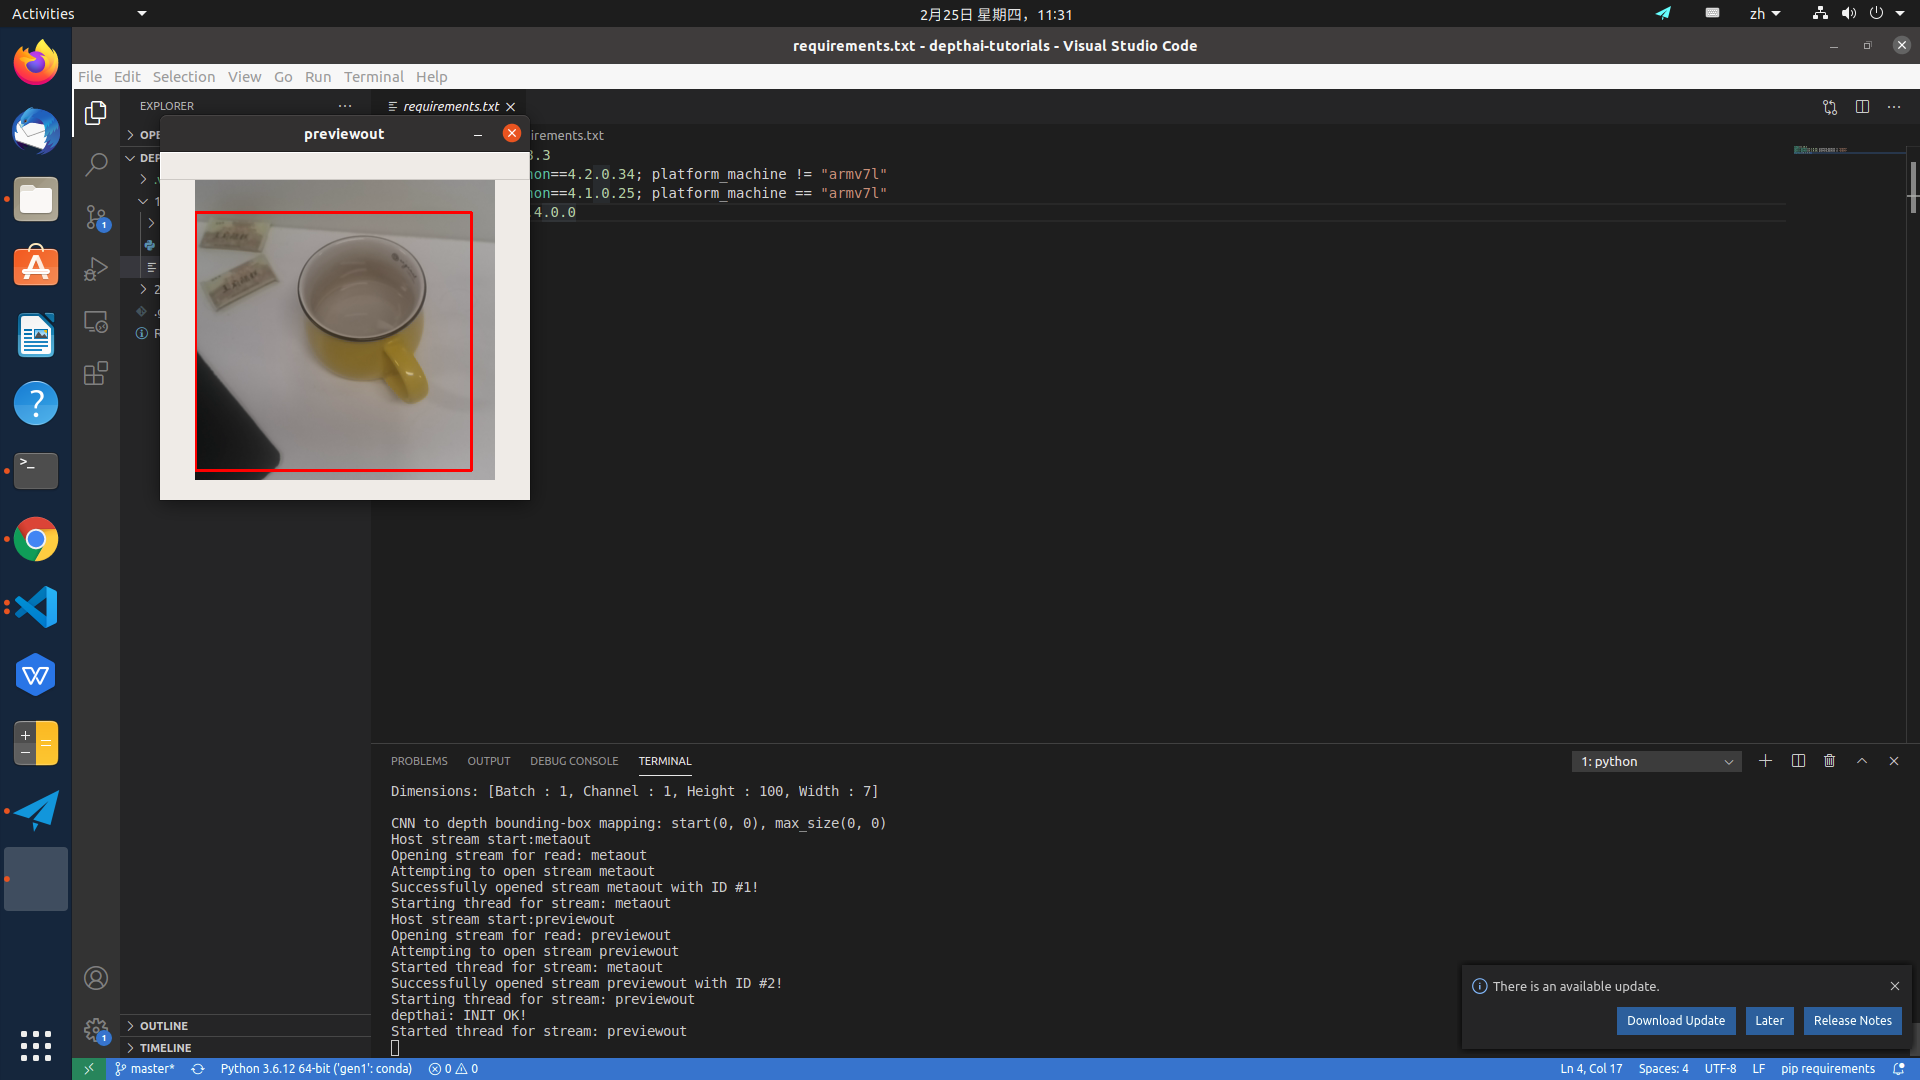 Activities
2月25日 星期四，11:31
zh
requirements.txt - depthai-tutorials - Visual Studio Code
File Edit Selection View Go Run Terminal Help
EXPLORER
requirements.txt
previewout
irements.txt
.3
on==4.2.0.34; platform_machine != "armv7l"
on==4.1.0.25; platform_machine == "armv7l"
.4.0.0
OPE
DEP
1
2
R
OUTLINE
TIMELINE
PROBLEMS OUTPUT DEBUG CONSOLE TERMINAL
1: python
Dimensions: [Batch : 1, Channel : 1, Height : 100, Width : 7]
CNN to depth bounding-box mapping: start(0, 0), max_size(0, 0)
Host stream start:metaout
Opening stream for read: metaout
Attempting to open stream metaout
Successfully opened stream metaout with ID #1!
Starting thread for stream: metaout
Host stream start:previewout
Opening stream for read: previewout
Attempting to open stream previewout
Started thread for stream: metaout
Successfully opened stream previewout with ID #2!
Starting thread for stream: previewout
depthai: INIT OK!
Started thread for stream: previewout
There is an available update.
Download Update
Later
Release Notes
master*
Python 3.6.12 64-bit ('gen1': conda)
0 0
Ln 4, Col 17
Spaces: 4
UTF-8
LF
pip requirements